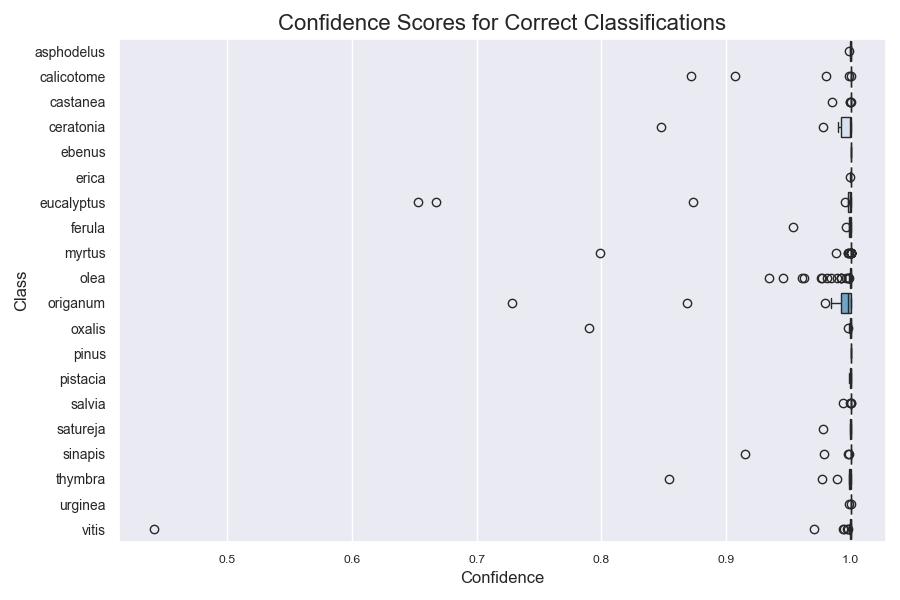 Confidence Scores for Correct Classifications
asphodelus
calicotome
castanea
ceratonia
ebenus
erica
eucalyptus
ferula
myrtus
olea
origanum
oxalis
pinus
pistacia
salvia
satureja
sinapis
thymbra
urginea
vitis
Class
0.5 0.6 0.7 0.8 0.9 1.0
Confidence